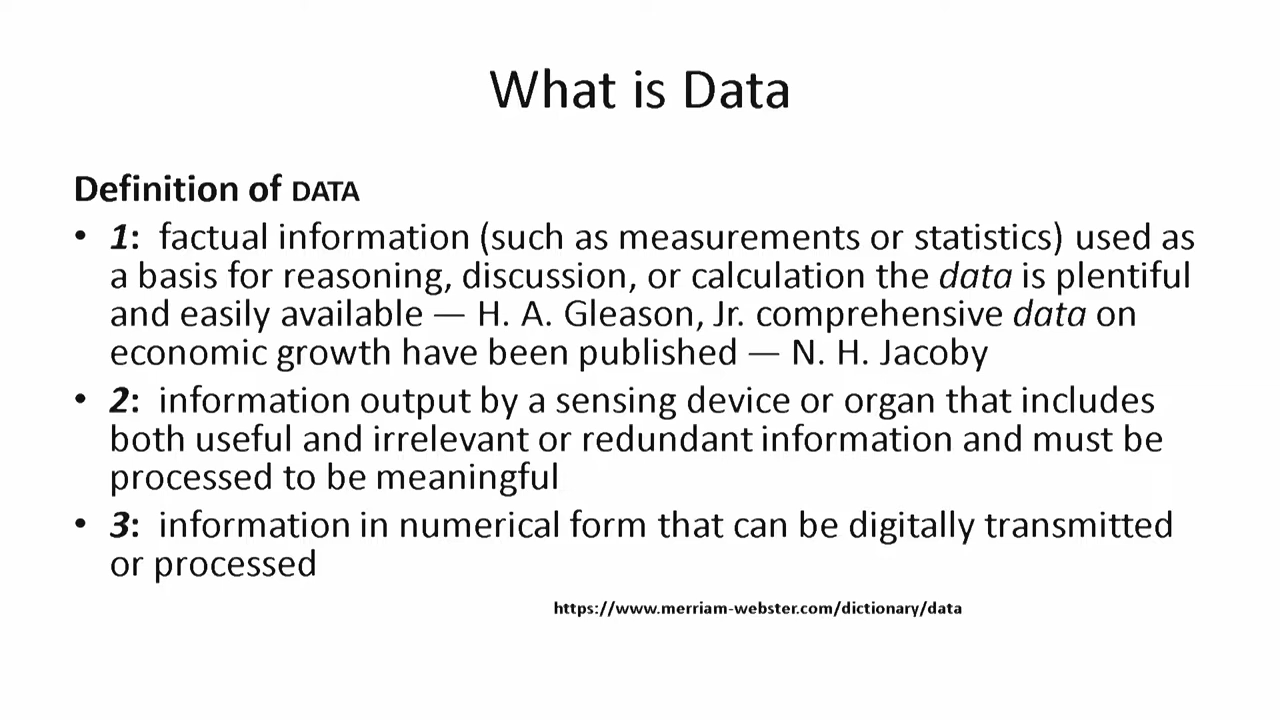 What is Data
Definition of DATA
• 1: factual information (such as measurements or statistics) used as
a basis for reasoning, discussion, or calculation the data is plentiful
and easily available — H. A. Gleason, Jr. comprehensive data on
economic growth have been published — N. H. Jacoby
• 2: information output by a sensing device or organ that includes
both useful and irrelevant or redundant information and must be
processed to be meaningful
• 3: information in numerical form that can be digitally transmitted
or processed
https://www.merriam-webster.com/dictionary/data